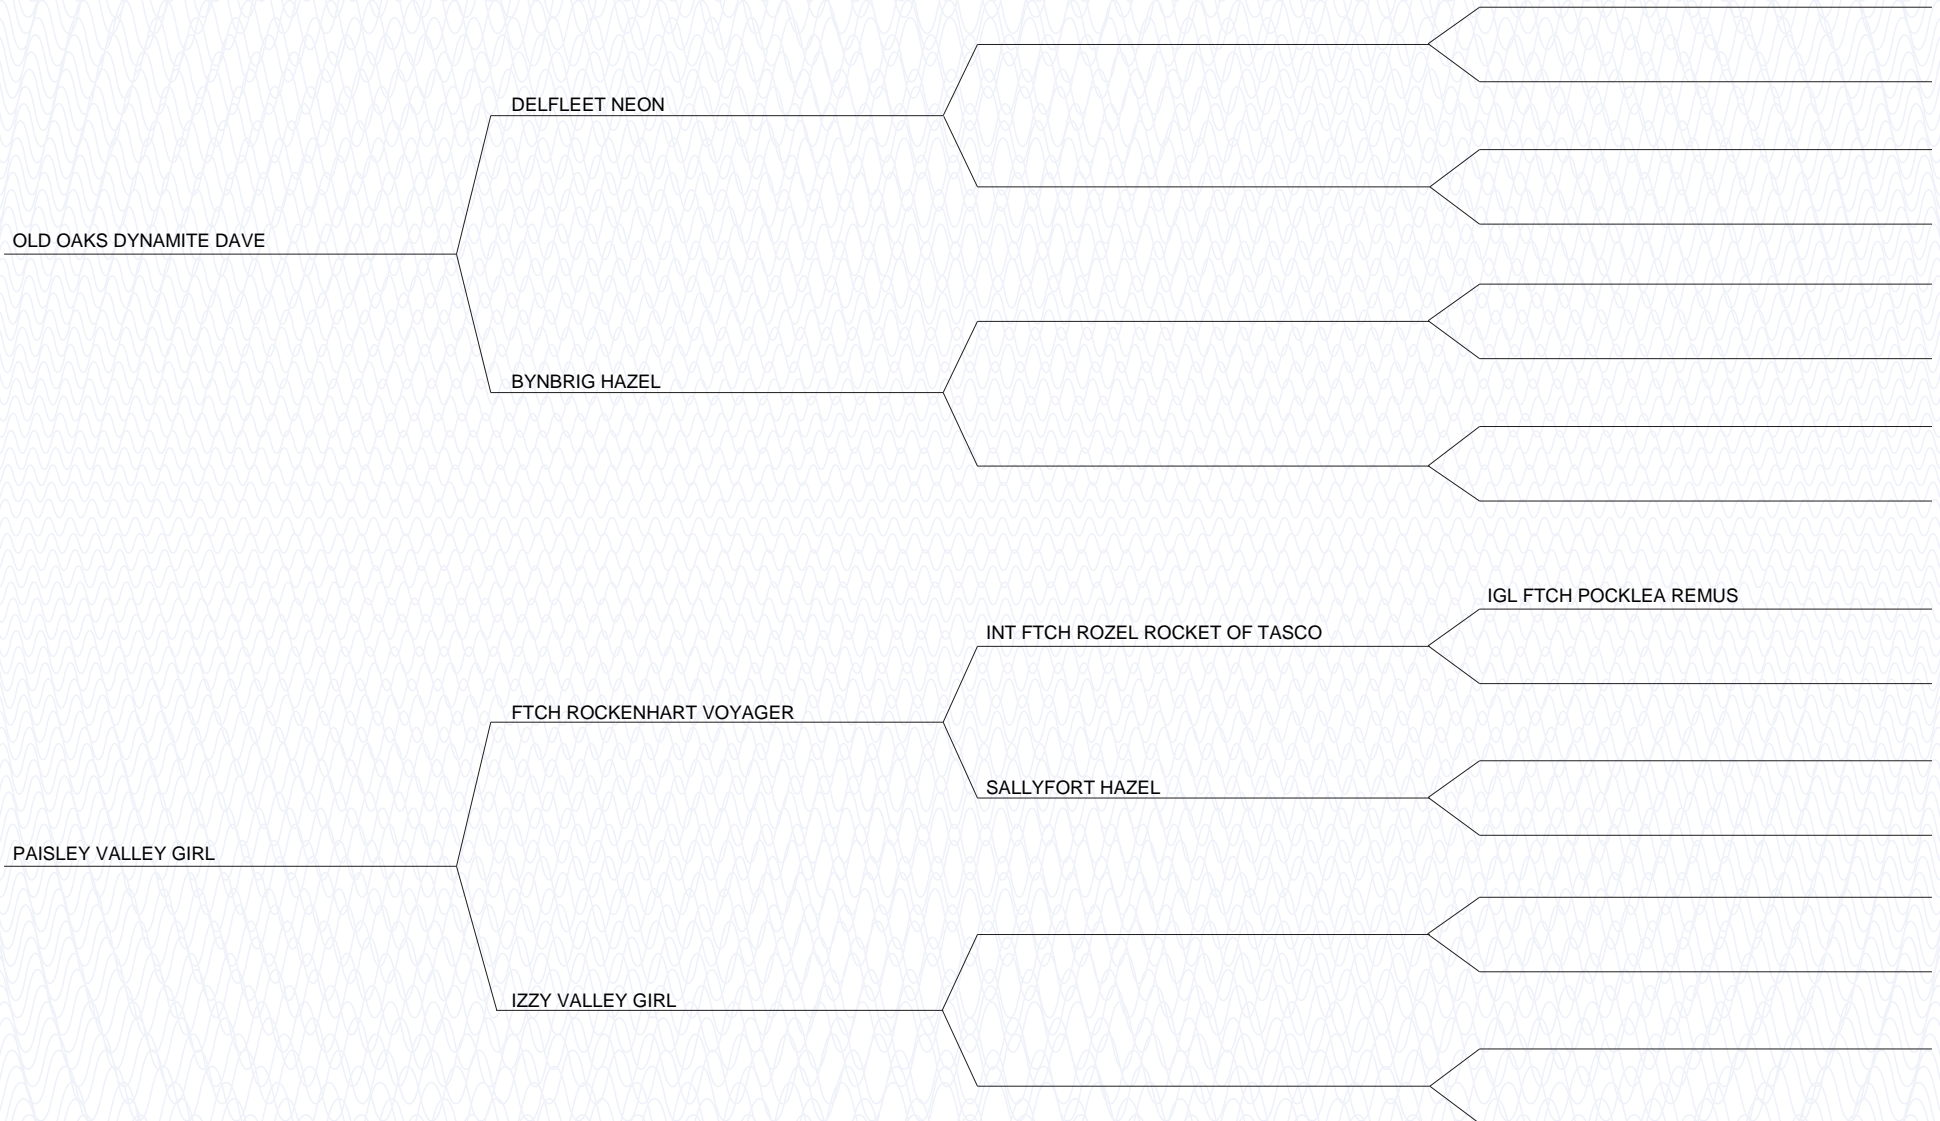 DELFLEET NEON
OLD OAKS DYNAMITE DAVE
BYNBRIG HAZEL
IGL FTCH POCKLEA REMUS
INT FTCH ROZEL ROCKET OF TASCO
FTCH ROCKENHART VOYAGER
SALLYFORT HAZEL
PAISLEY VALLEY GIRL
IZZY VALLEY GIRL